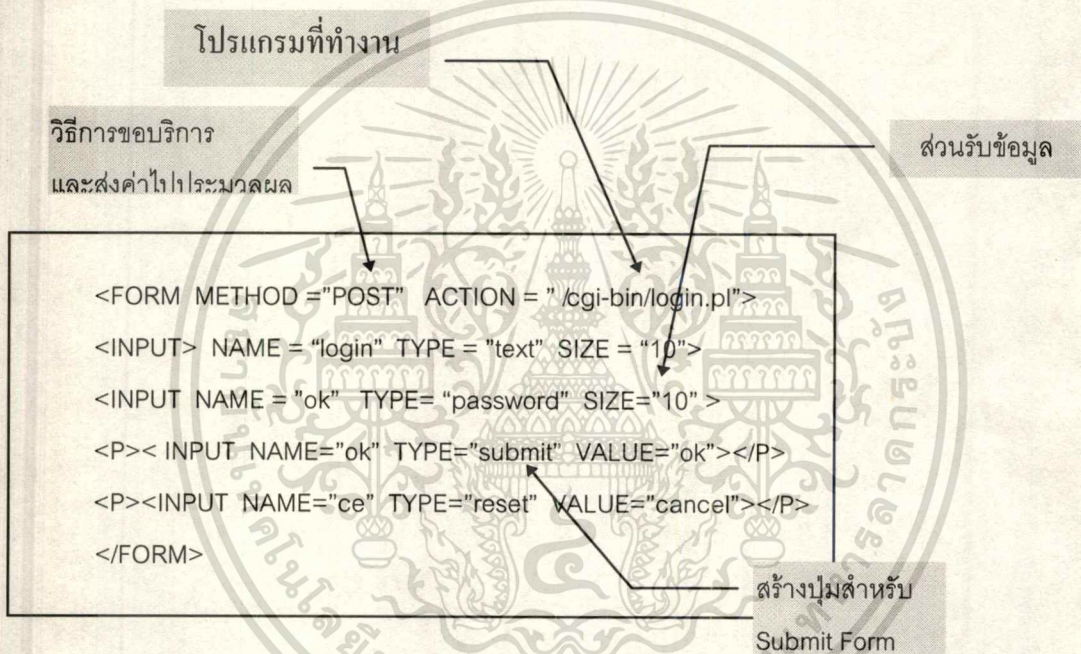 โปรแกรมที่ทำงาน
วิธีการขอบริการ
และส่งค่าไปประมวลผล
ส่วนรับข้อมูล
<FORM METHOD ="POST" ACTION = " /cgi-bin/login.pl">
<INPUT> NAME = “login” TYPE = "text" SIZE = “10">
<INPUT NAME = "ok" TYPE= “password" SIZE="10" >
<P>< INPUT NAME="ok" TYPE="submit" VALUE="ok"></P>
<P><INPUT NAME="ce" TYPE="reset" VALUE="cancel"></P>
</FORM>
สร้างปุ่มสำหรับ
Submit Form